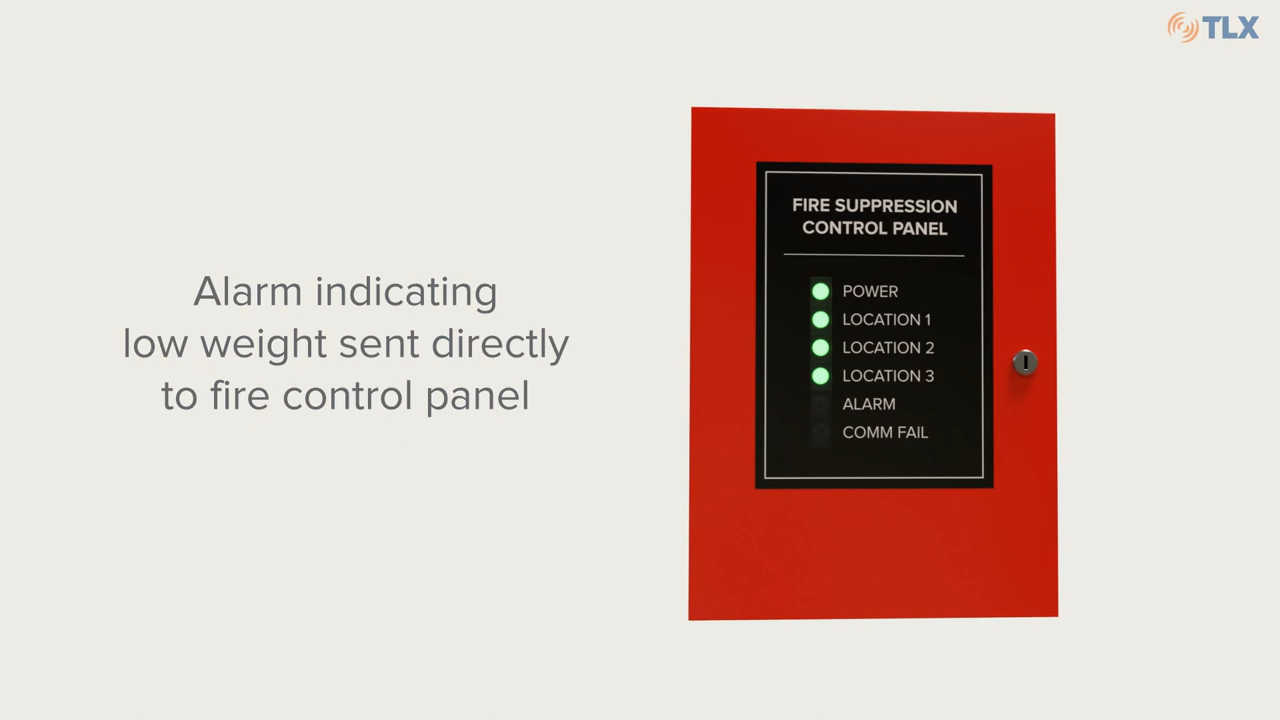 TLX
Alarm indicating
low weight sent directly
to fire control panel
FIRE SUPPRESSION
CONTROL PANEL
POWER
LOCATION 1
LOCATION 2
LOCATION 3
ALARM
COMM FAIL